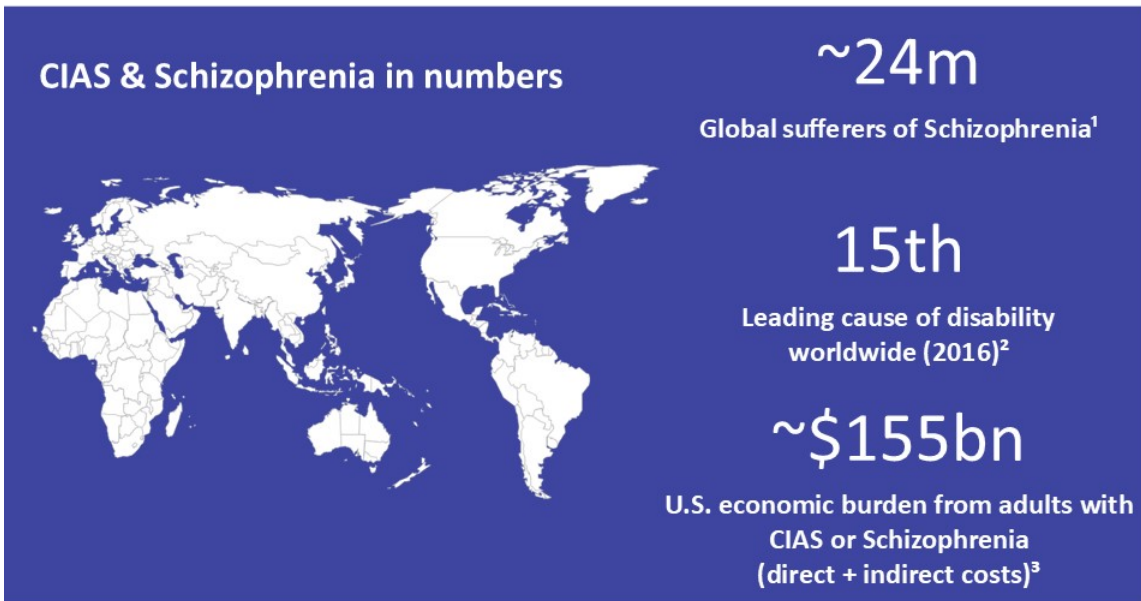 CIAS & Schizophrenia in numbers
~24m
Global sufferers of Schizophrenia¹
15th
Leading cause of disability
worldwide (2016)²
~$155bn
U.S. economic burden from adults with
CIAS or Schizophrenia
(direct + indirect costs)³